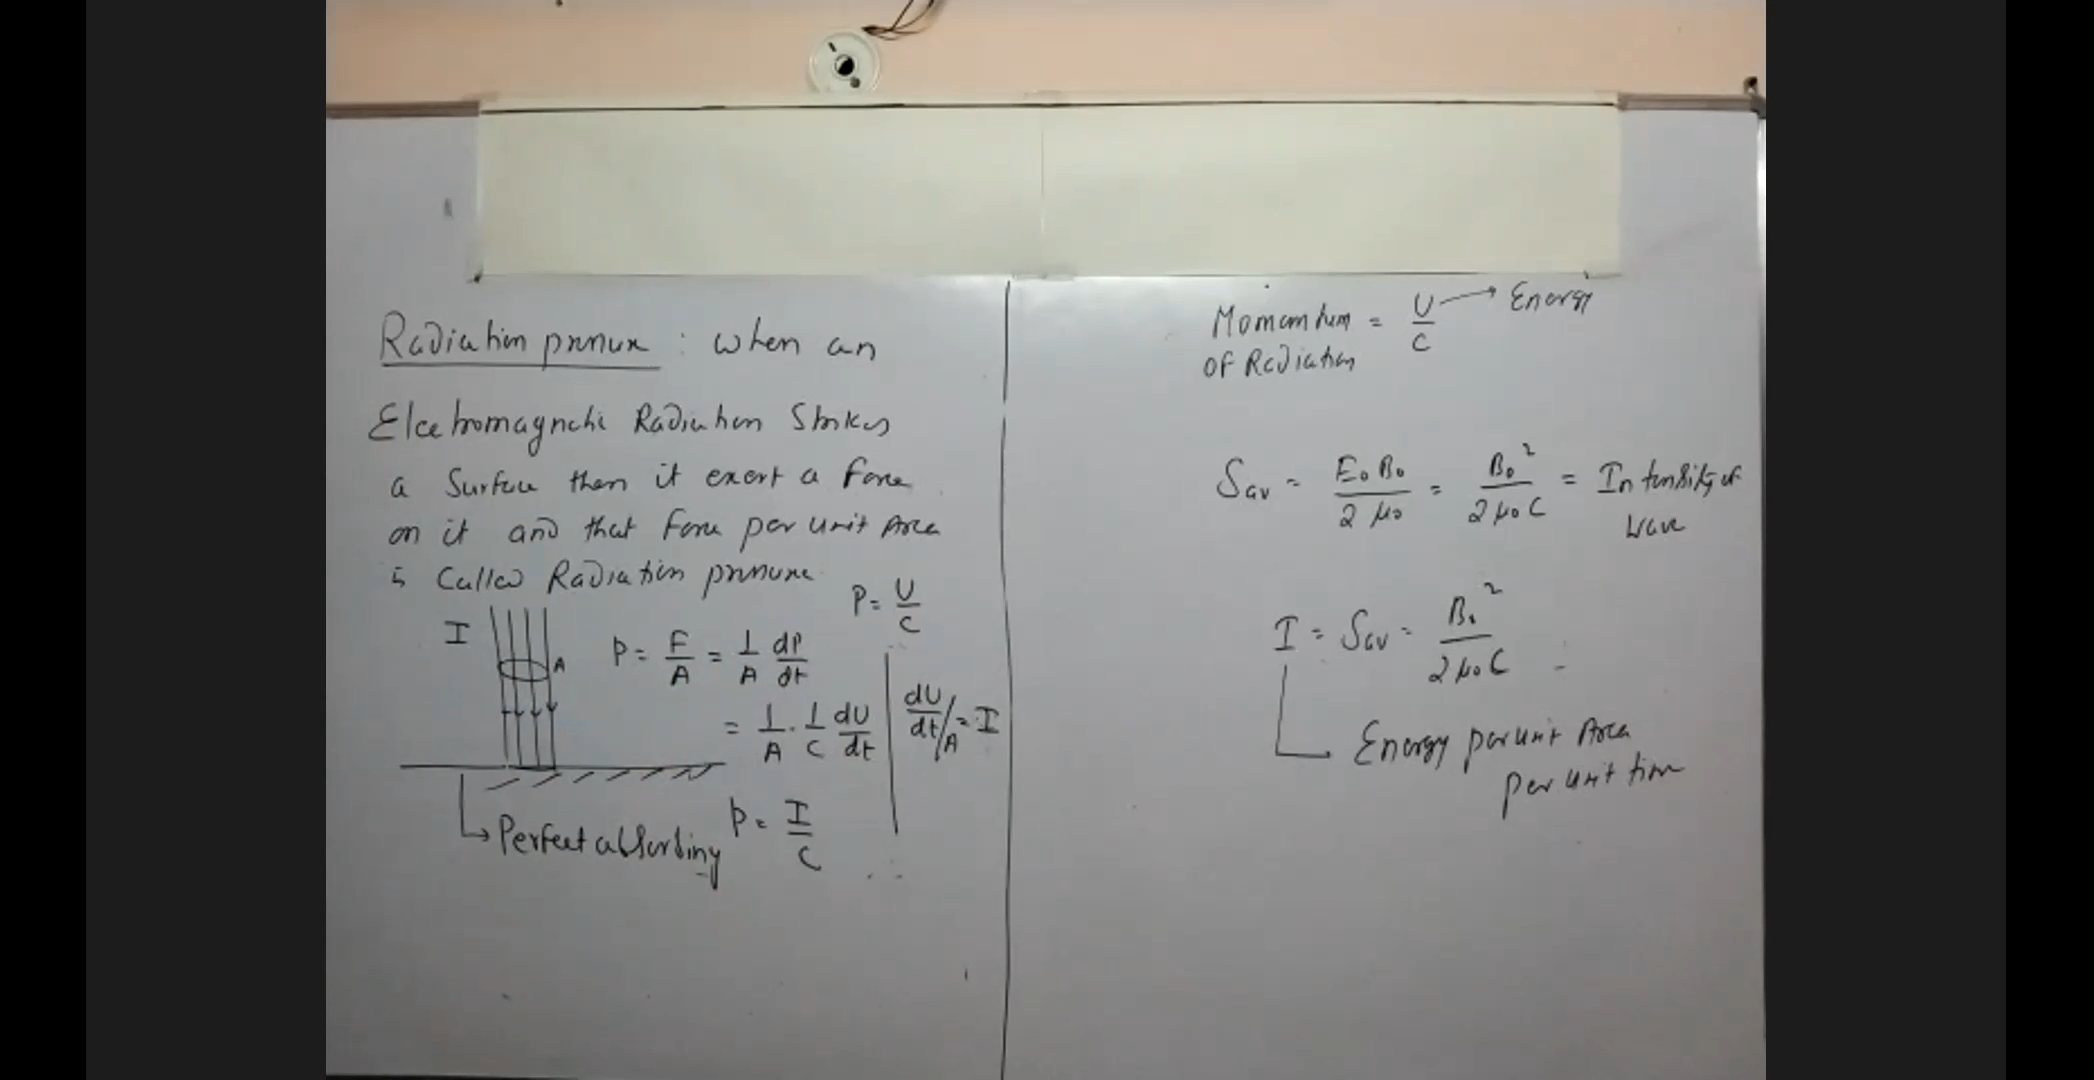 Radiation pressure : when an
Electromagnetic Radiation Strikes
a Surface then it exert a force
on it and that force per unit Area
is Called Radiation pressure
P = U/C
I
A
P = F/A = 1/A dP/dt
= 1/A . 1/C dU/dt
dU/dt/A = I
Perfect absorbing
P = I/C
Momentum = U/C → Energy
OF Radiation
Sav = E₀B₀/2μ₀ = B₀²/2μ₀C = Intensity of
wave
I = Sav = B₀²/2μ₀C
Energy per unit Area
per unit time